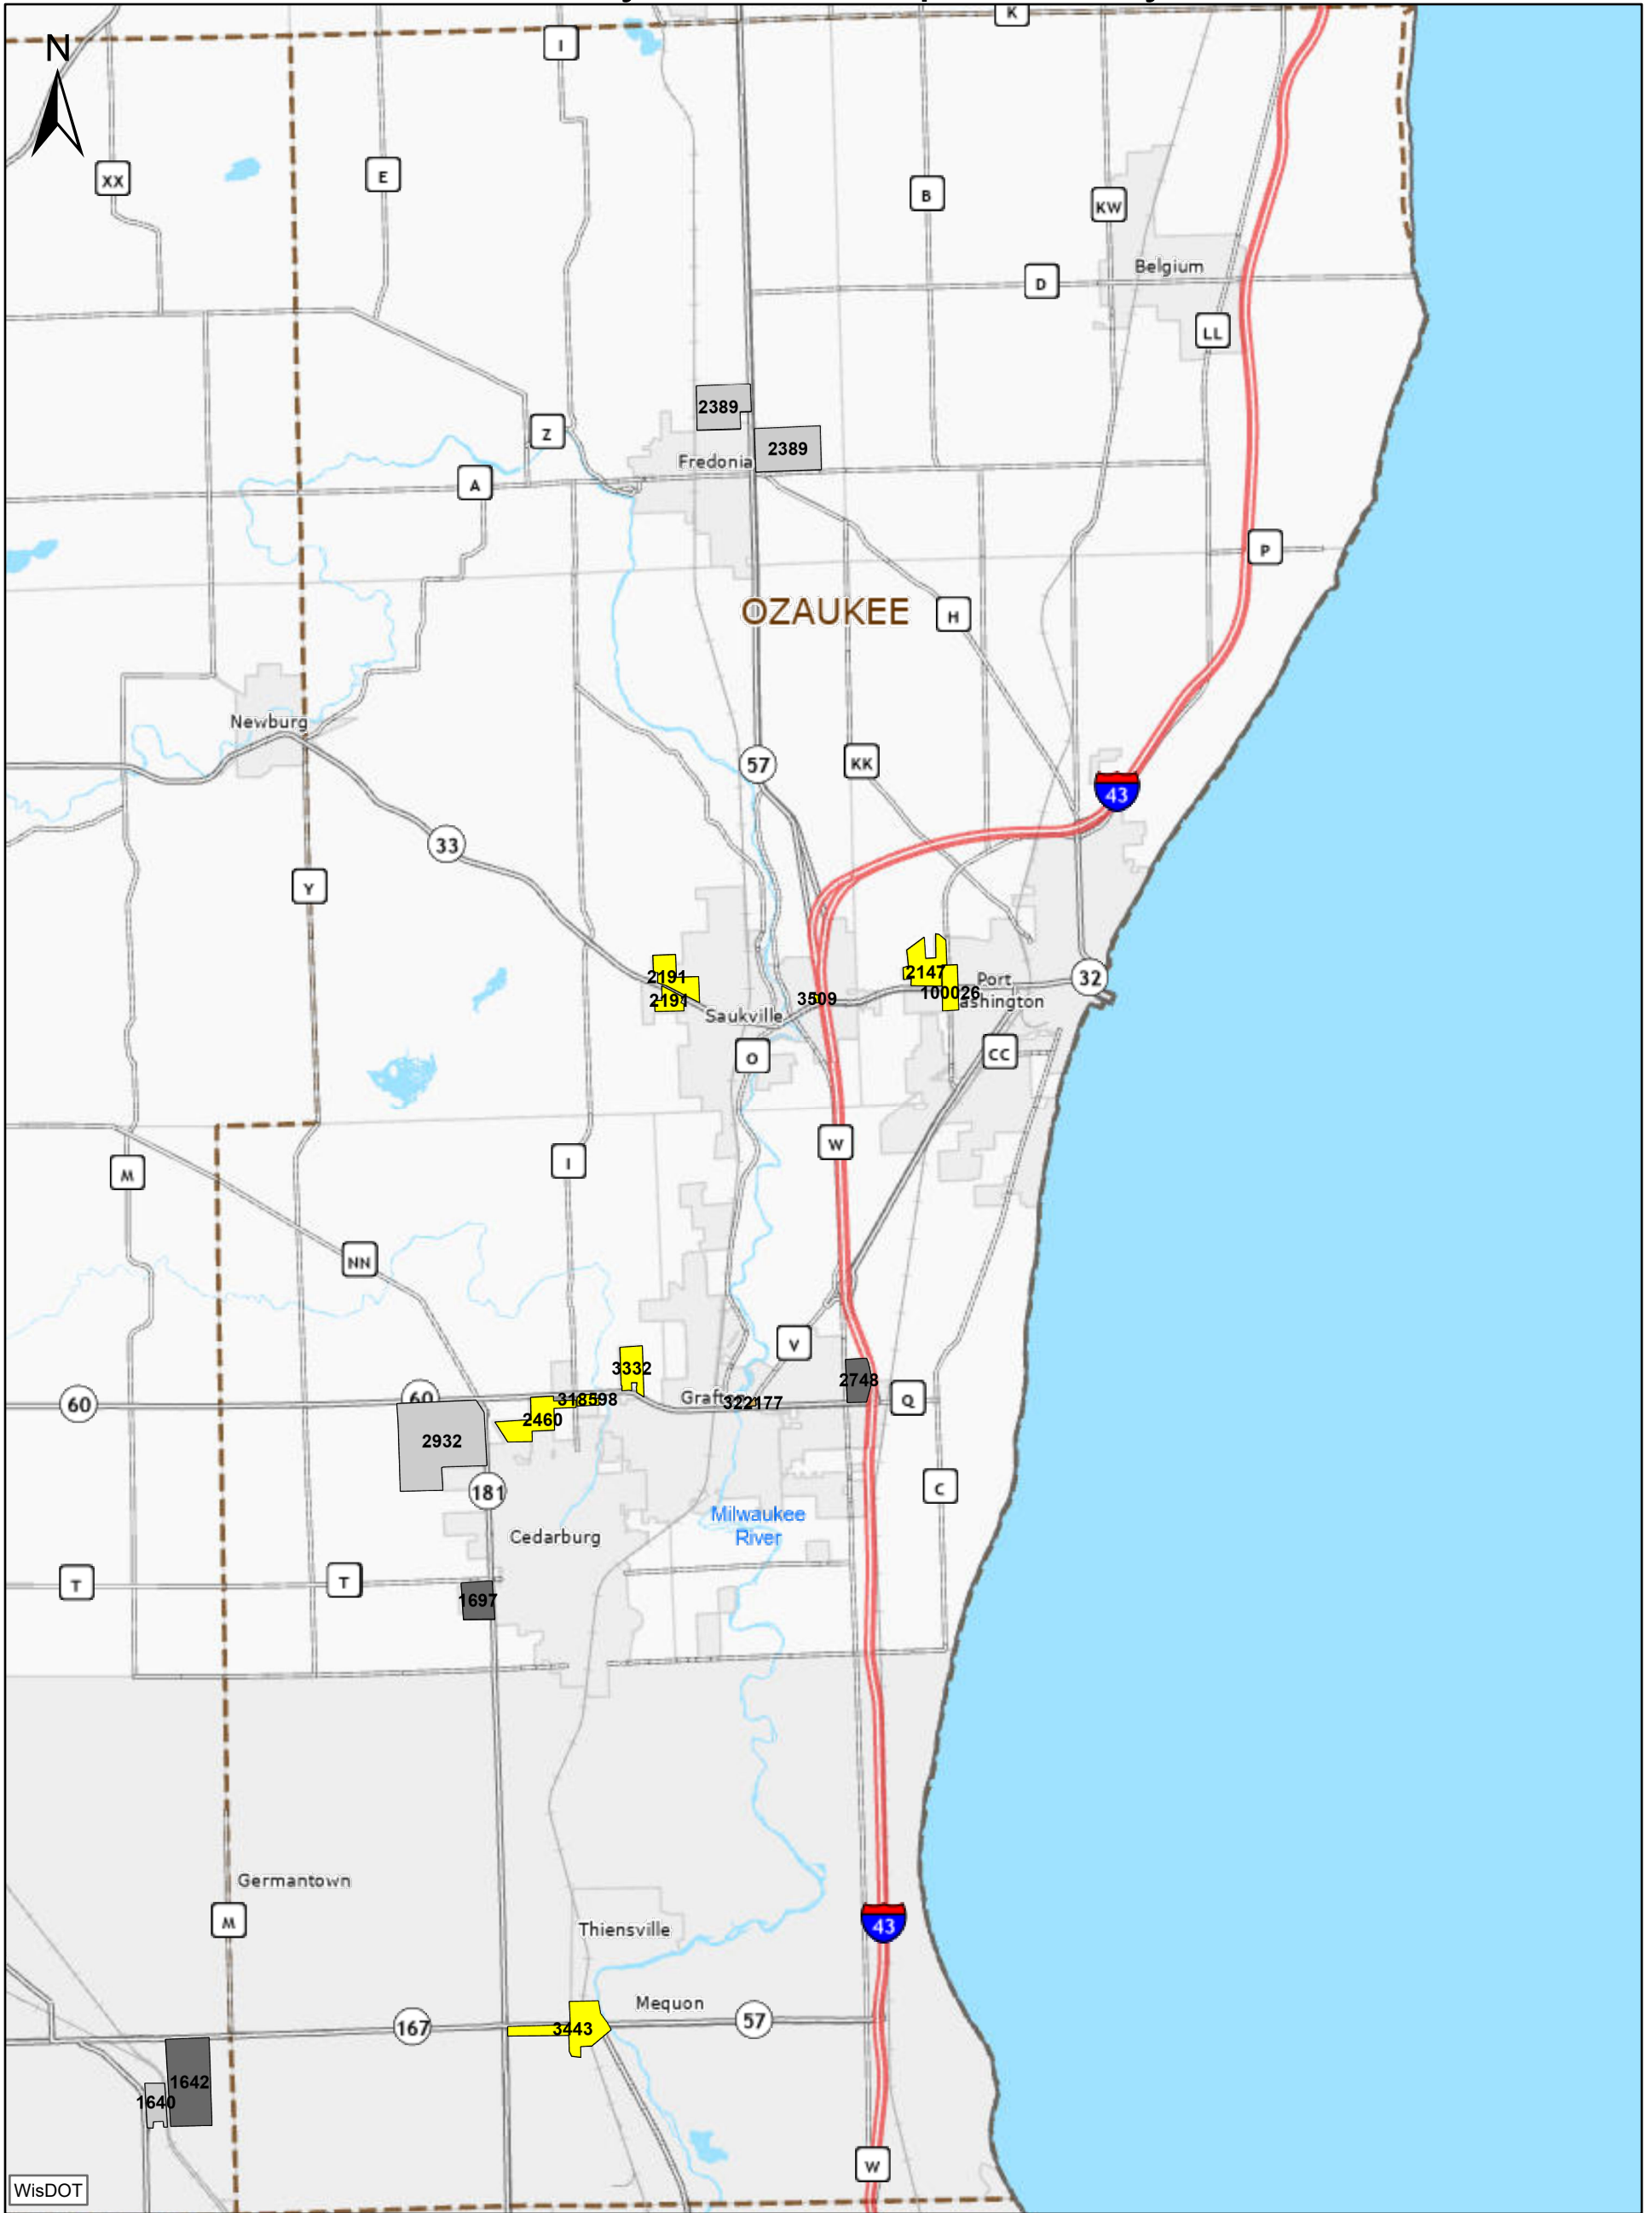 K
I
N
XX
E
B
KW
Belgium
D
LL
2389
2389
Z
Fredonia
A
P
OZAUKEE
H
Newburg
57
KK
43
33
Y
2191
2147
Port
32
2191
3509
100026
ashington
Saukville
O
CC
W
M
I
NN
V
3332
2748
60
60
318598
322177
Q
2460
2932
181
C
Milwaukee
River
Cedarburg
T
T
1697
Germantown
M
43
Thiensville
Mequon
167
3443
57
1642
1640
W
WisDOT